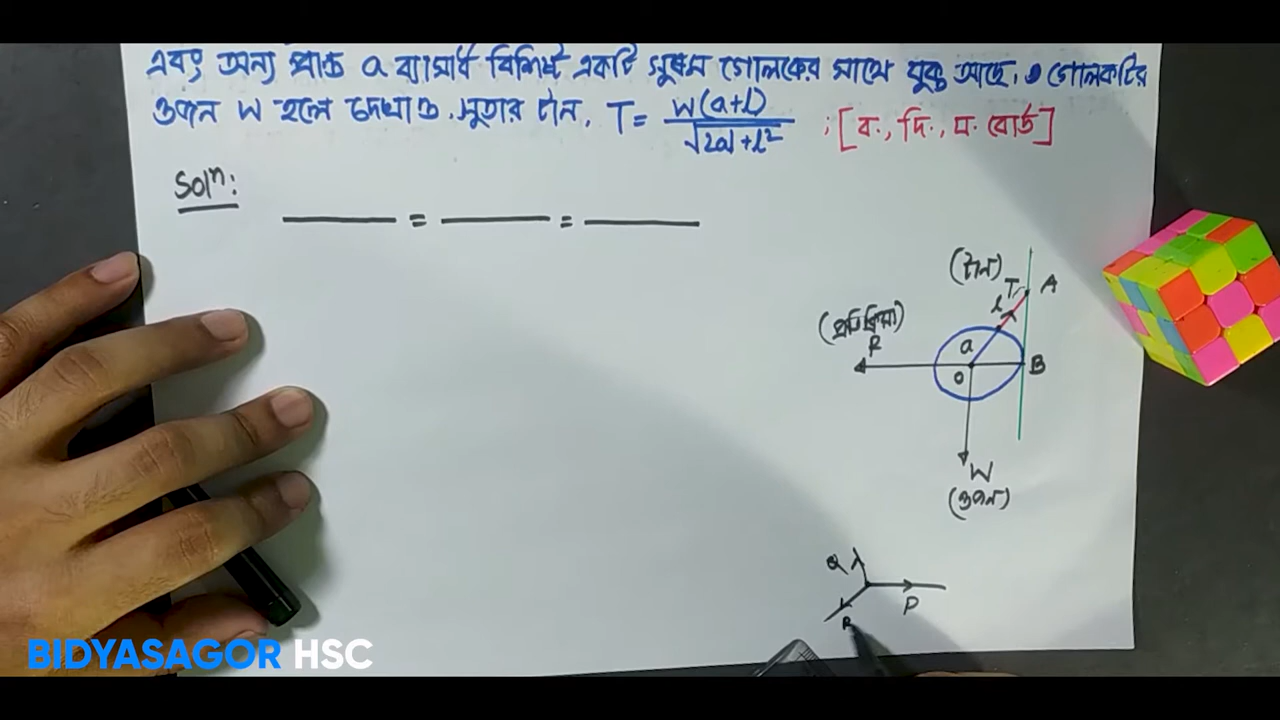 এবং অন্য প্রান্ত a ব্যাসার্ধ বিশিষ্ট একটি সুষম গোলকের সাথে যুক্ত আছে। গোলকটির
ওজন W হলে দেখাও, সুতার টান, T = W(a+l) / √2al+l² ; [ব., দি., য. বোর্ড]
Solⁿ:
= =
(টান)
T
A
l
(প্রতিক্রিয়া)
R
a
O
B
W
(ওজন)
Q
P
R
BIDYASAGOR HSC